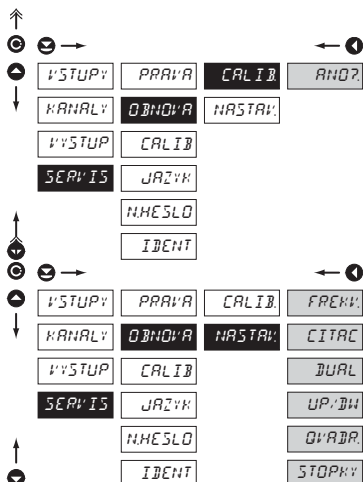 VSTUPY PRAVA CALIB. ANO?
KANALY OBNOVA NASTAV.
VYSTUP CALIB
SERVIS JAZYK
N.HESLO
IDENT
VSTUPY PRAVA CALIB. FREKV.
KANALY OBNOVA NASTAV. CITAC
VYSTUP CALIB DUAL
SERVIS JAZYK UP/DW
N.HESLO QVADR.
IDENT STOPKY